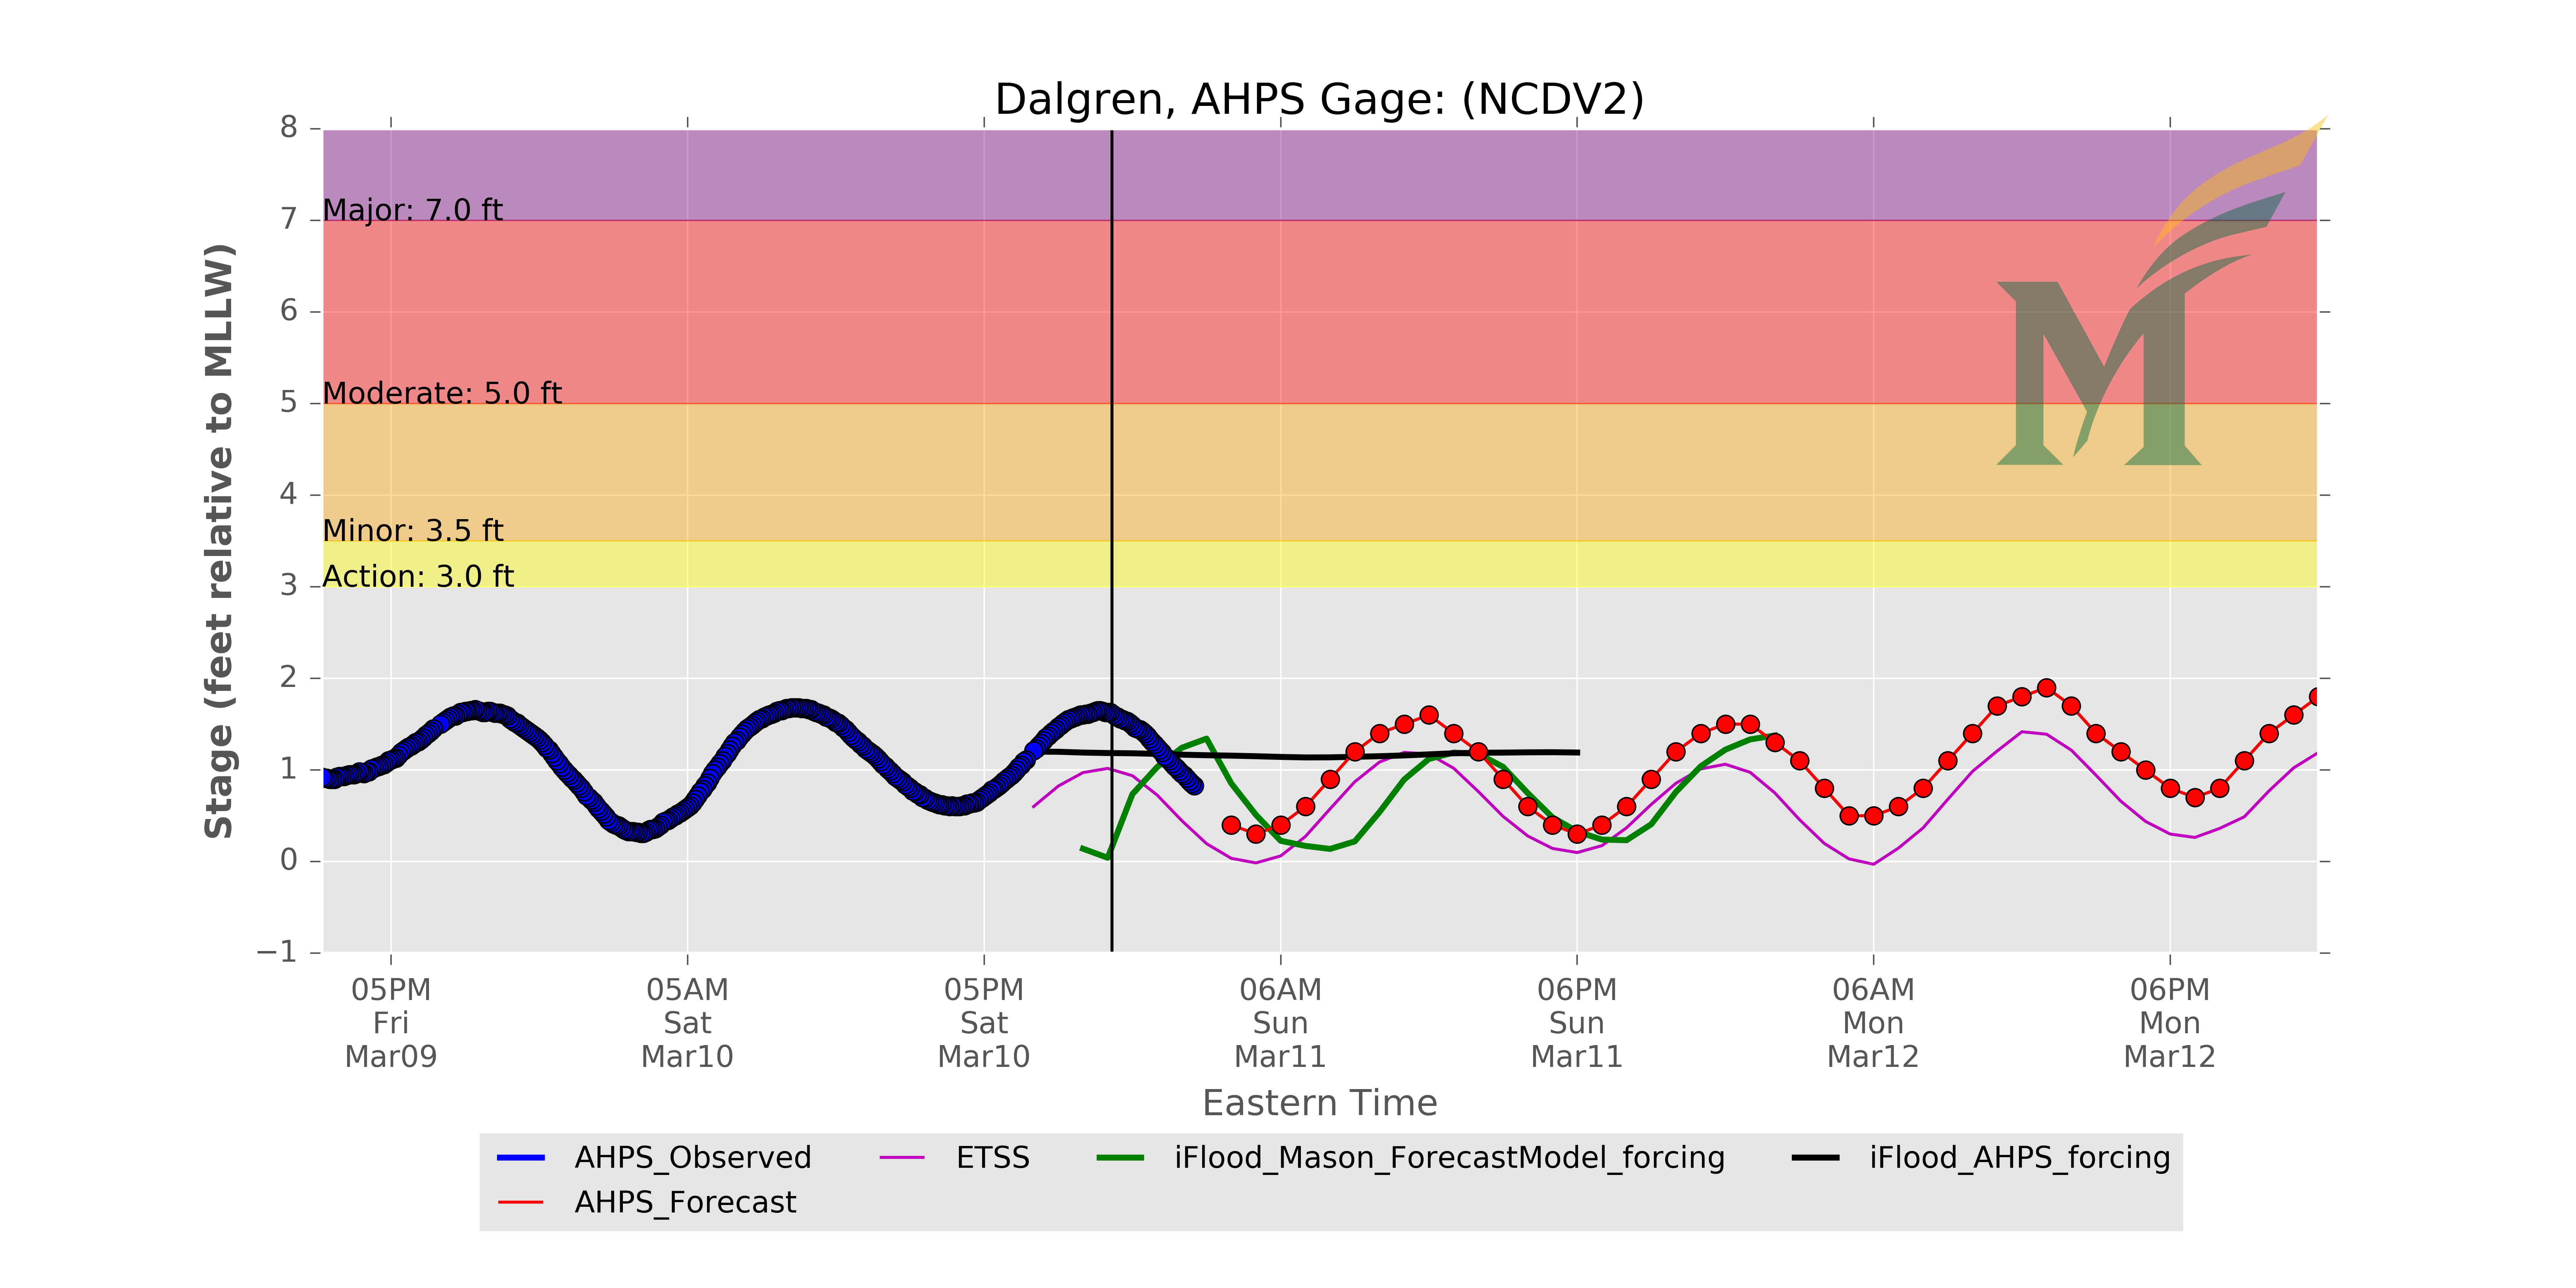 Dalgren, AHPS Gage: (NCDV2)
8
7
6
5
4
3
2
1
0
−1
Stage (feet relative to MLLW)
Major: 7.0 ft
Moderate: 5.0 ft
Minor: 3.5 ft
Action: 3.0 ft
M
05PM
Fri
Mar09
05AM
Sat
Mar10
05PM
Sat
Mar10
06AM
Sun
Mar11
06PM
Sun
Mar11
06AM
Mon
Mar12
06PM
Mon
Mar12
Eastern Time
AHPS_Observed
AHPS_Forecast
ETSS
iFlood_Mason_ForecastModel_forcing
iFlood_AHPS_forcing